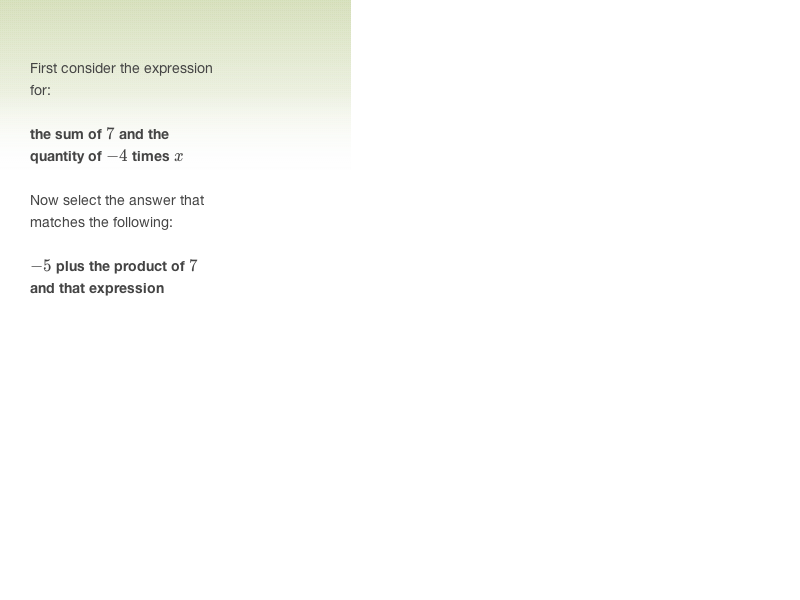 First consider the expression
for:
the sum of 7 and the
quantity of −4 times x
Now select the answer that
matches the following:
−5 plus the product of 7
and that expression